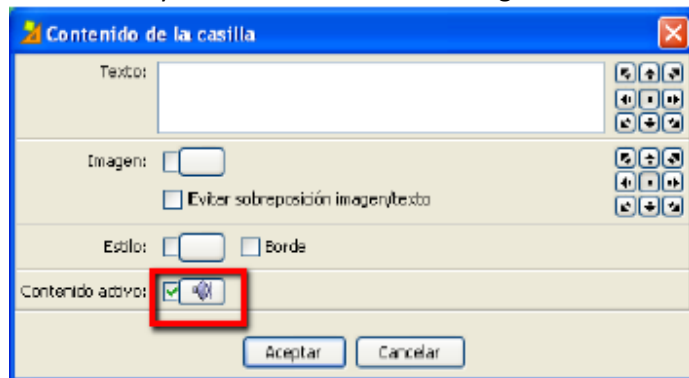 Contenido de la casilla
Texto:
Imagen:
Evitar sobreposición imagen/texto
Estilo:
Borde
Contenido activo:
Aceptar
Cancelar